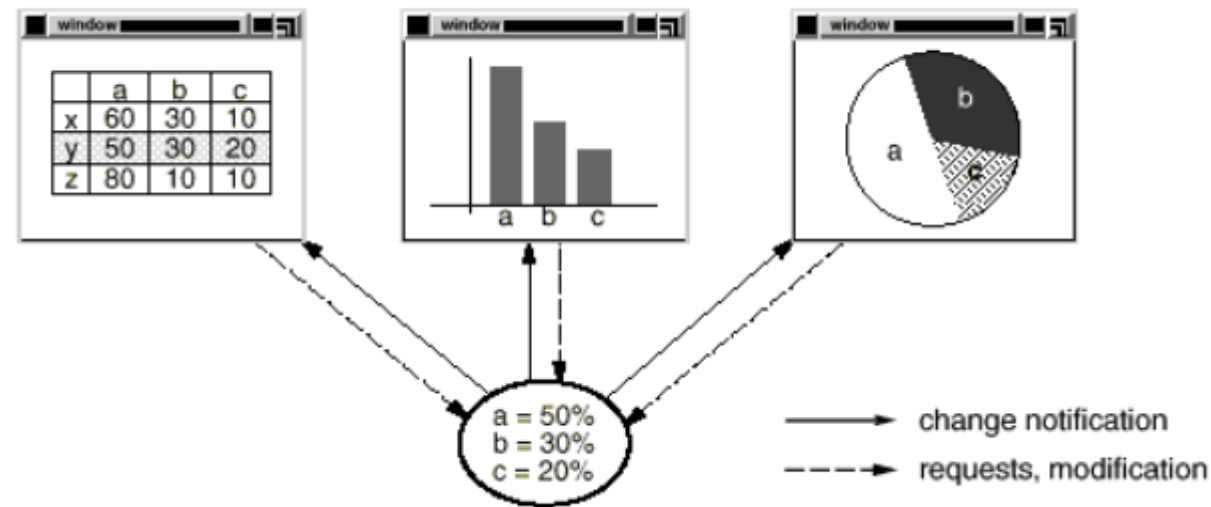 window
a b c
x 60 30 10
y 50 30 20
z 80 10 10
window
a b c
window
b
a
c
a = 50%
b = 30%
c = 20%
change notification
requests, modification